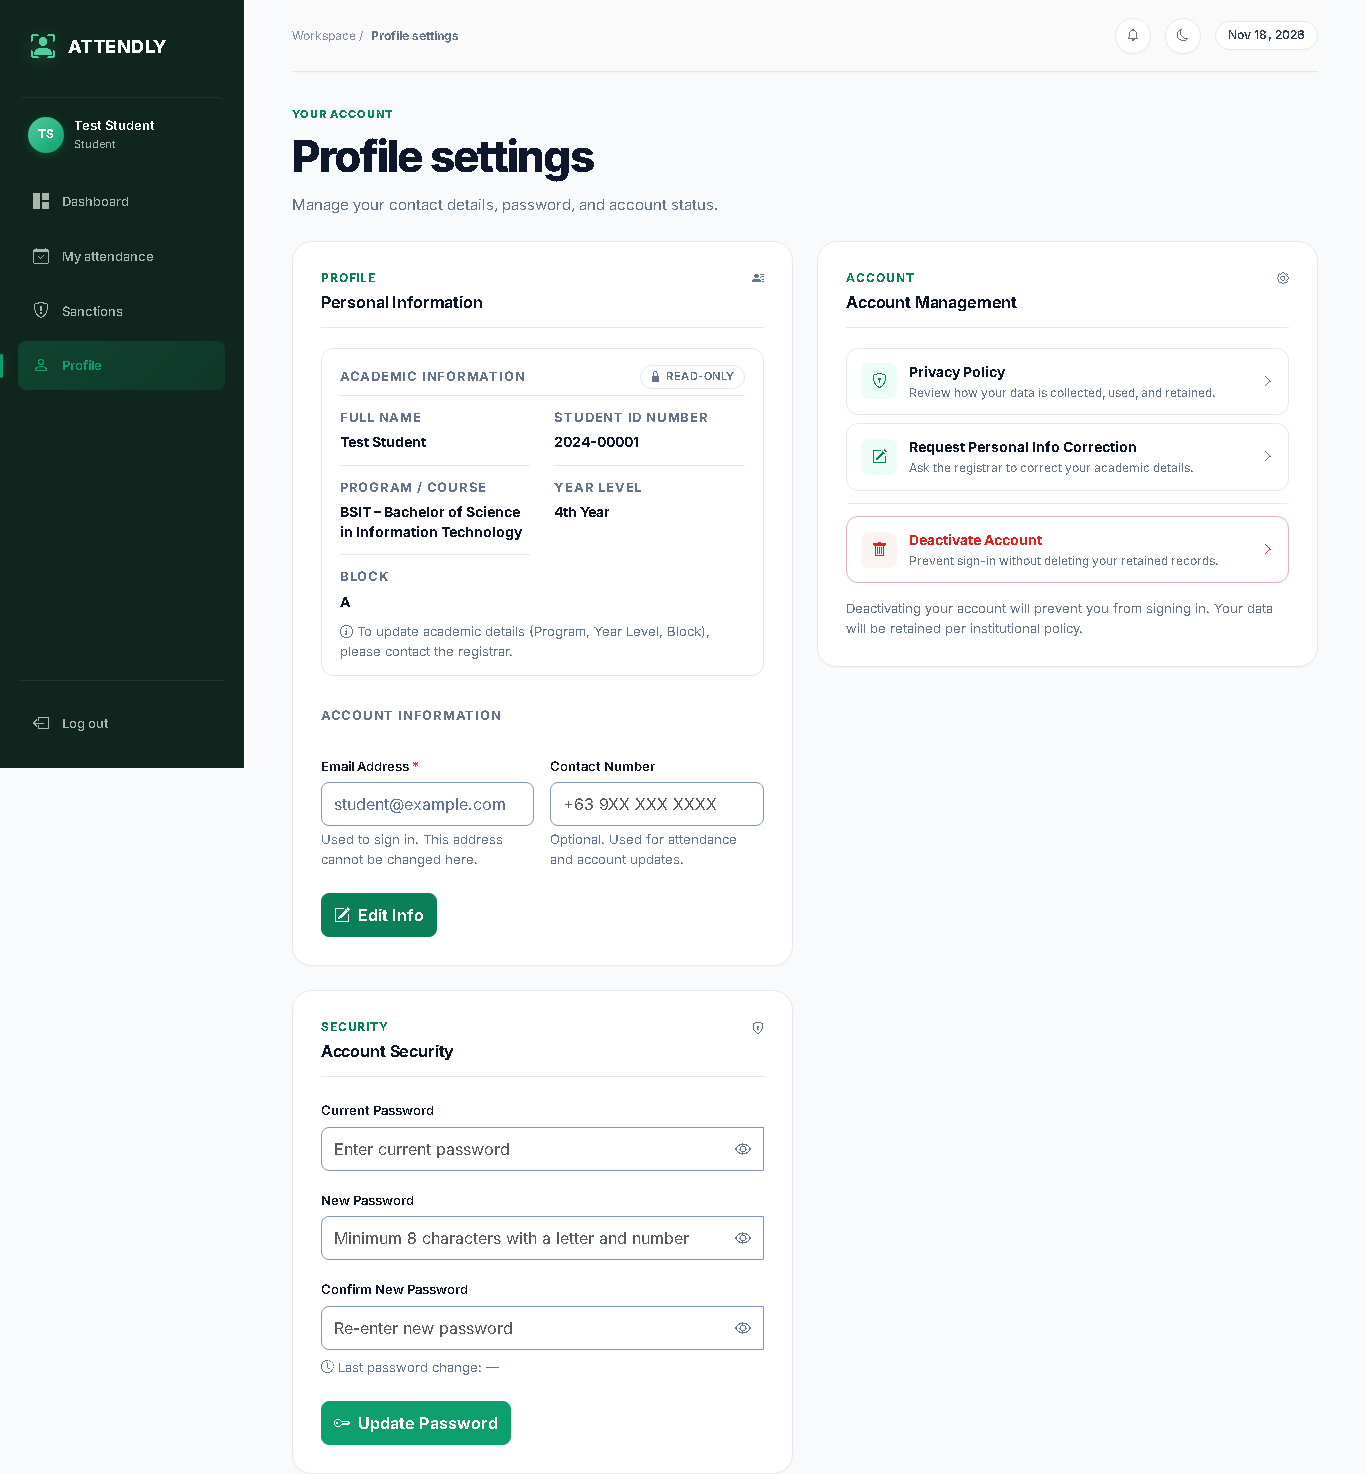 ATTENDLY
TS
Test Student
Student
Dashboard
My attendance
Sanctions
Profile
Log out
Workspace / Profile settings
Nov 18, 2026
YOUR ACCOUNT
Profile settings
Manage your contact details, password, and account status.
PROFILE
Personal Information
ACADEMIC INFORMATION
READ-ONLY
FULL NAME
Test Student
STUDENT ID NUMBER
2024-00001
PROGRAM / COURSE
BSIT – Bachelor of Science
in Information Technology
YEAR LEVEL
4th Year
BLOCK
A
To update academic details (Program, Year Level, Block),
please contact the registrar.
ACCOUNT INFORMATION
Email Address *
student@example.com
Used to sign in. This address
cannot be changed here.
Contact Number
+63 9XX XXX XXXX
Optional. Used for attendance
and account updates.
Edit Info
SECURITY
Account Security
Current Password
Enter current password
New Password
Minimum 8 characters with a letter and number
Confirm New Password
Re-enter new password
Last password change: —
Update Password
ACCOUNT
Account Management
Privacy Policy
Review how your data is collected, used, and retained.
Request Personal Info Correction
Ask the registrar to correct your academic details.
Deactivate Account
Prevent sign-in without deleting your retained records.
Deactivating your account will prevent you from signing in. Your data
will be retained per institutional policy.